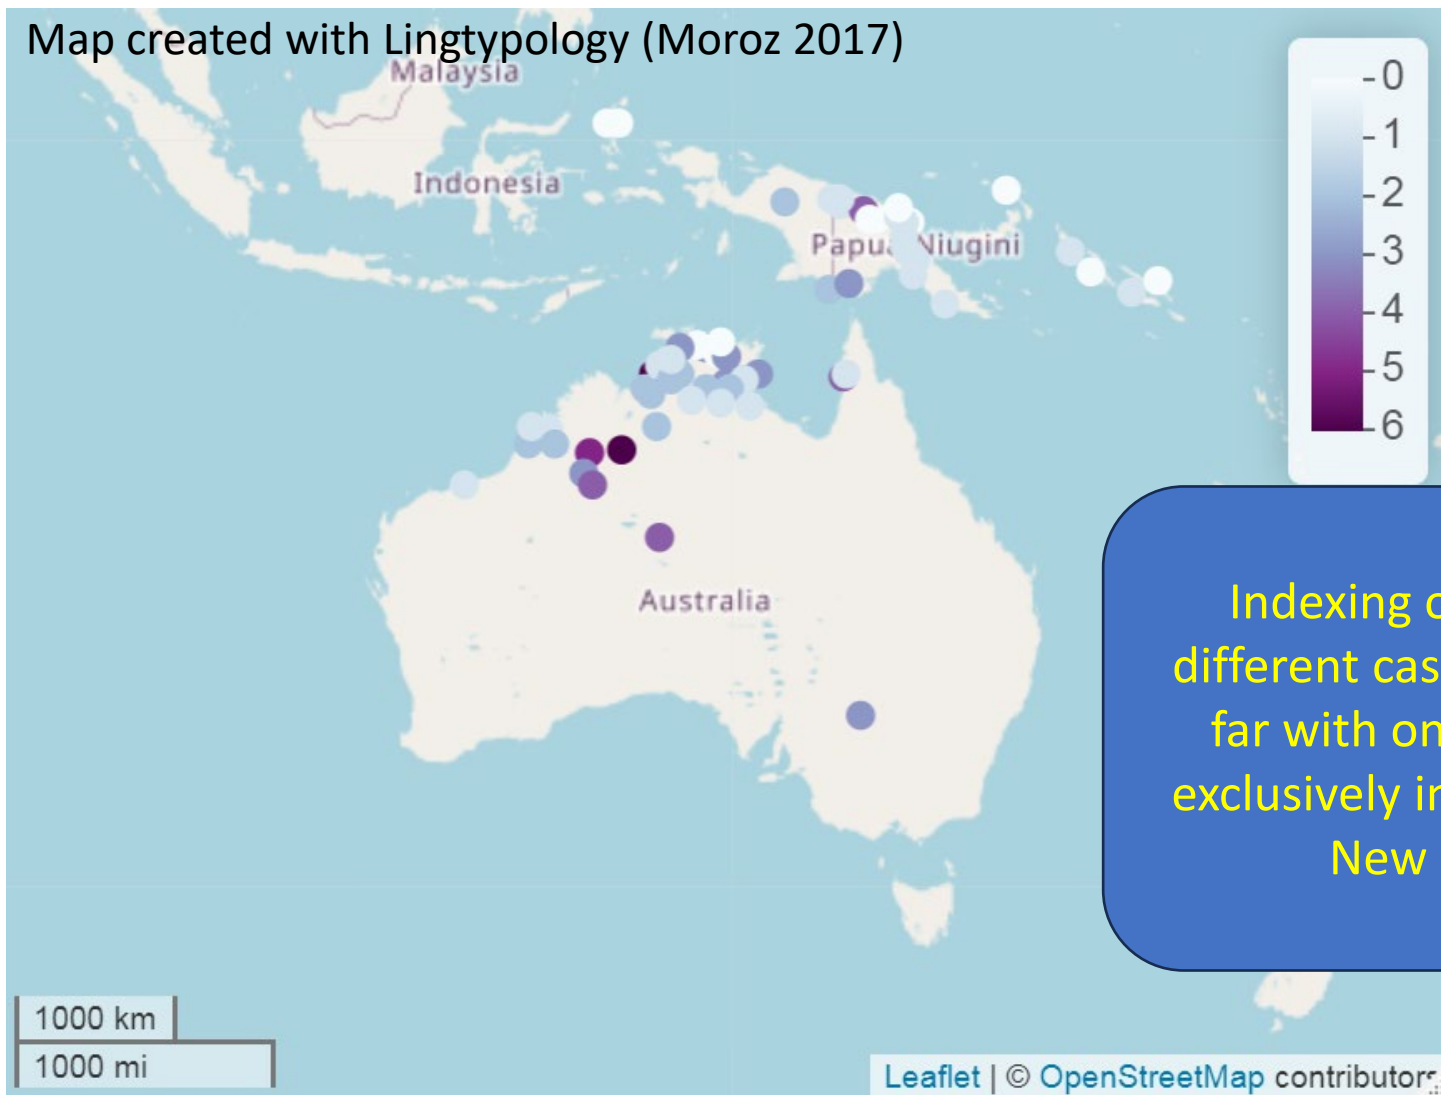 Map created with Lingtypology (Moroz 2017)
Malaysia
Indonesia
Papua Niugini
Australia
0
1
2
3
4
5
6
Indexing
different cas
far with on
exclusively in
New
1000 km
1000 mi
Leaflet | © OpenStreetMap contributors